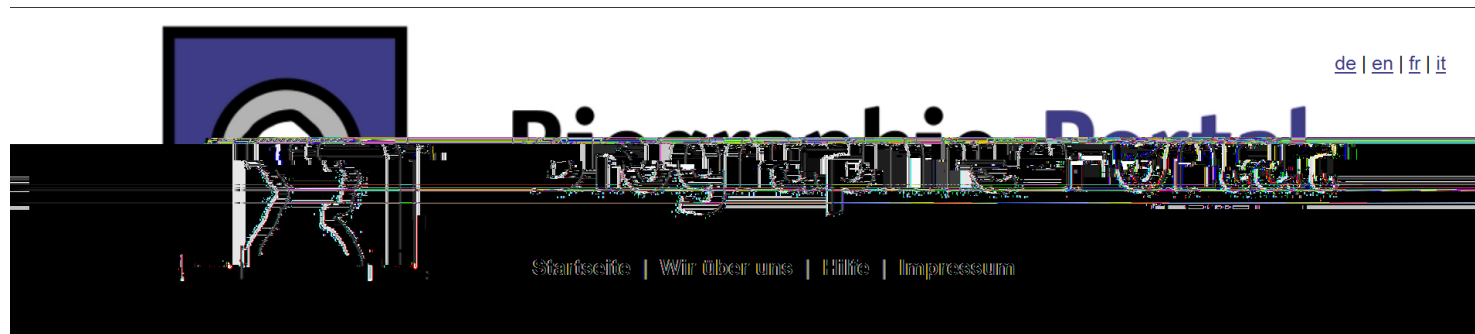 de | en | fr | it
Biographie Portal
Startseite | Wir über uns | Hilfe | Impressum